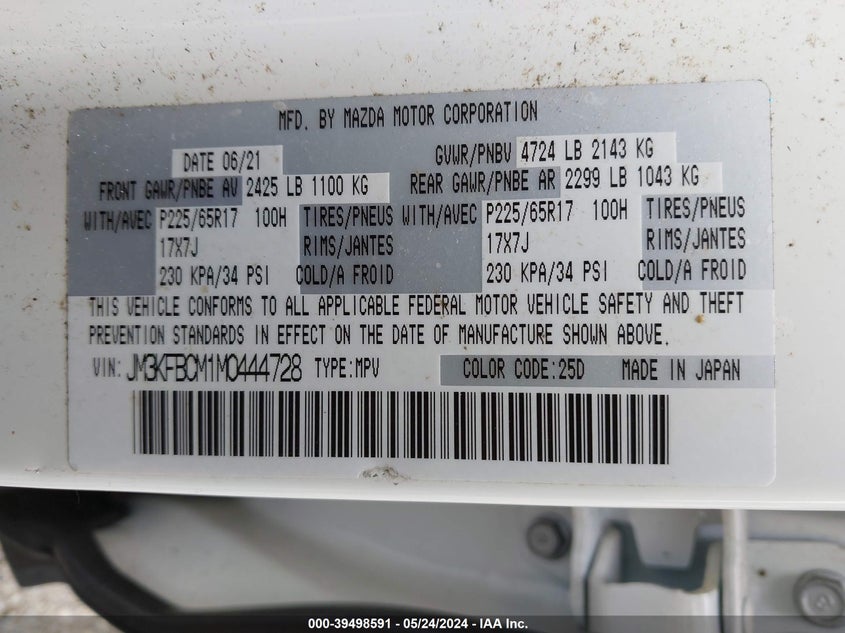 MFD. BY MAZDA MOTOR CORPORATION
DATE 06/21 GVWR/PNBV 4724 LB 2143 KG
FRONT GAWR/PNBE AV 2425 LB 1100 KG REAR GAWR/PNBE AR 2299 LB 1043 KG
WITH/AVEC P225/65R17 100H TIRES/PNEUS WITH/AVEC P225/65R17 100H TIRES/PNEUS
17X7J RIMS/JANTES 17X7J RIMS/JANTES
230 KPA/34 PSI COLD/A FROID 230 KPA/34 PSI COLD/A FROID
THIS VEHICLE CONFORMS TO ALL APPLICABLE FEDERAL MOTOR VEHICLE SAFETY AND THEFT
PREVENTION STANDARDS IN EFFECT ON THE DATE OF MANUFACTURE SHOWN ABOVE.
VIN: JM3KFBCM1M0444728 TYPE:MPV COLOR CODE:25D MADE IN JAPAN
000-39498591 - 05/24/2024 - IAA Inc.